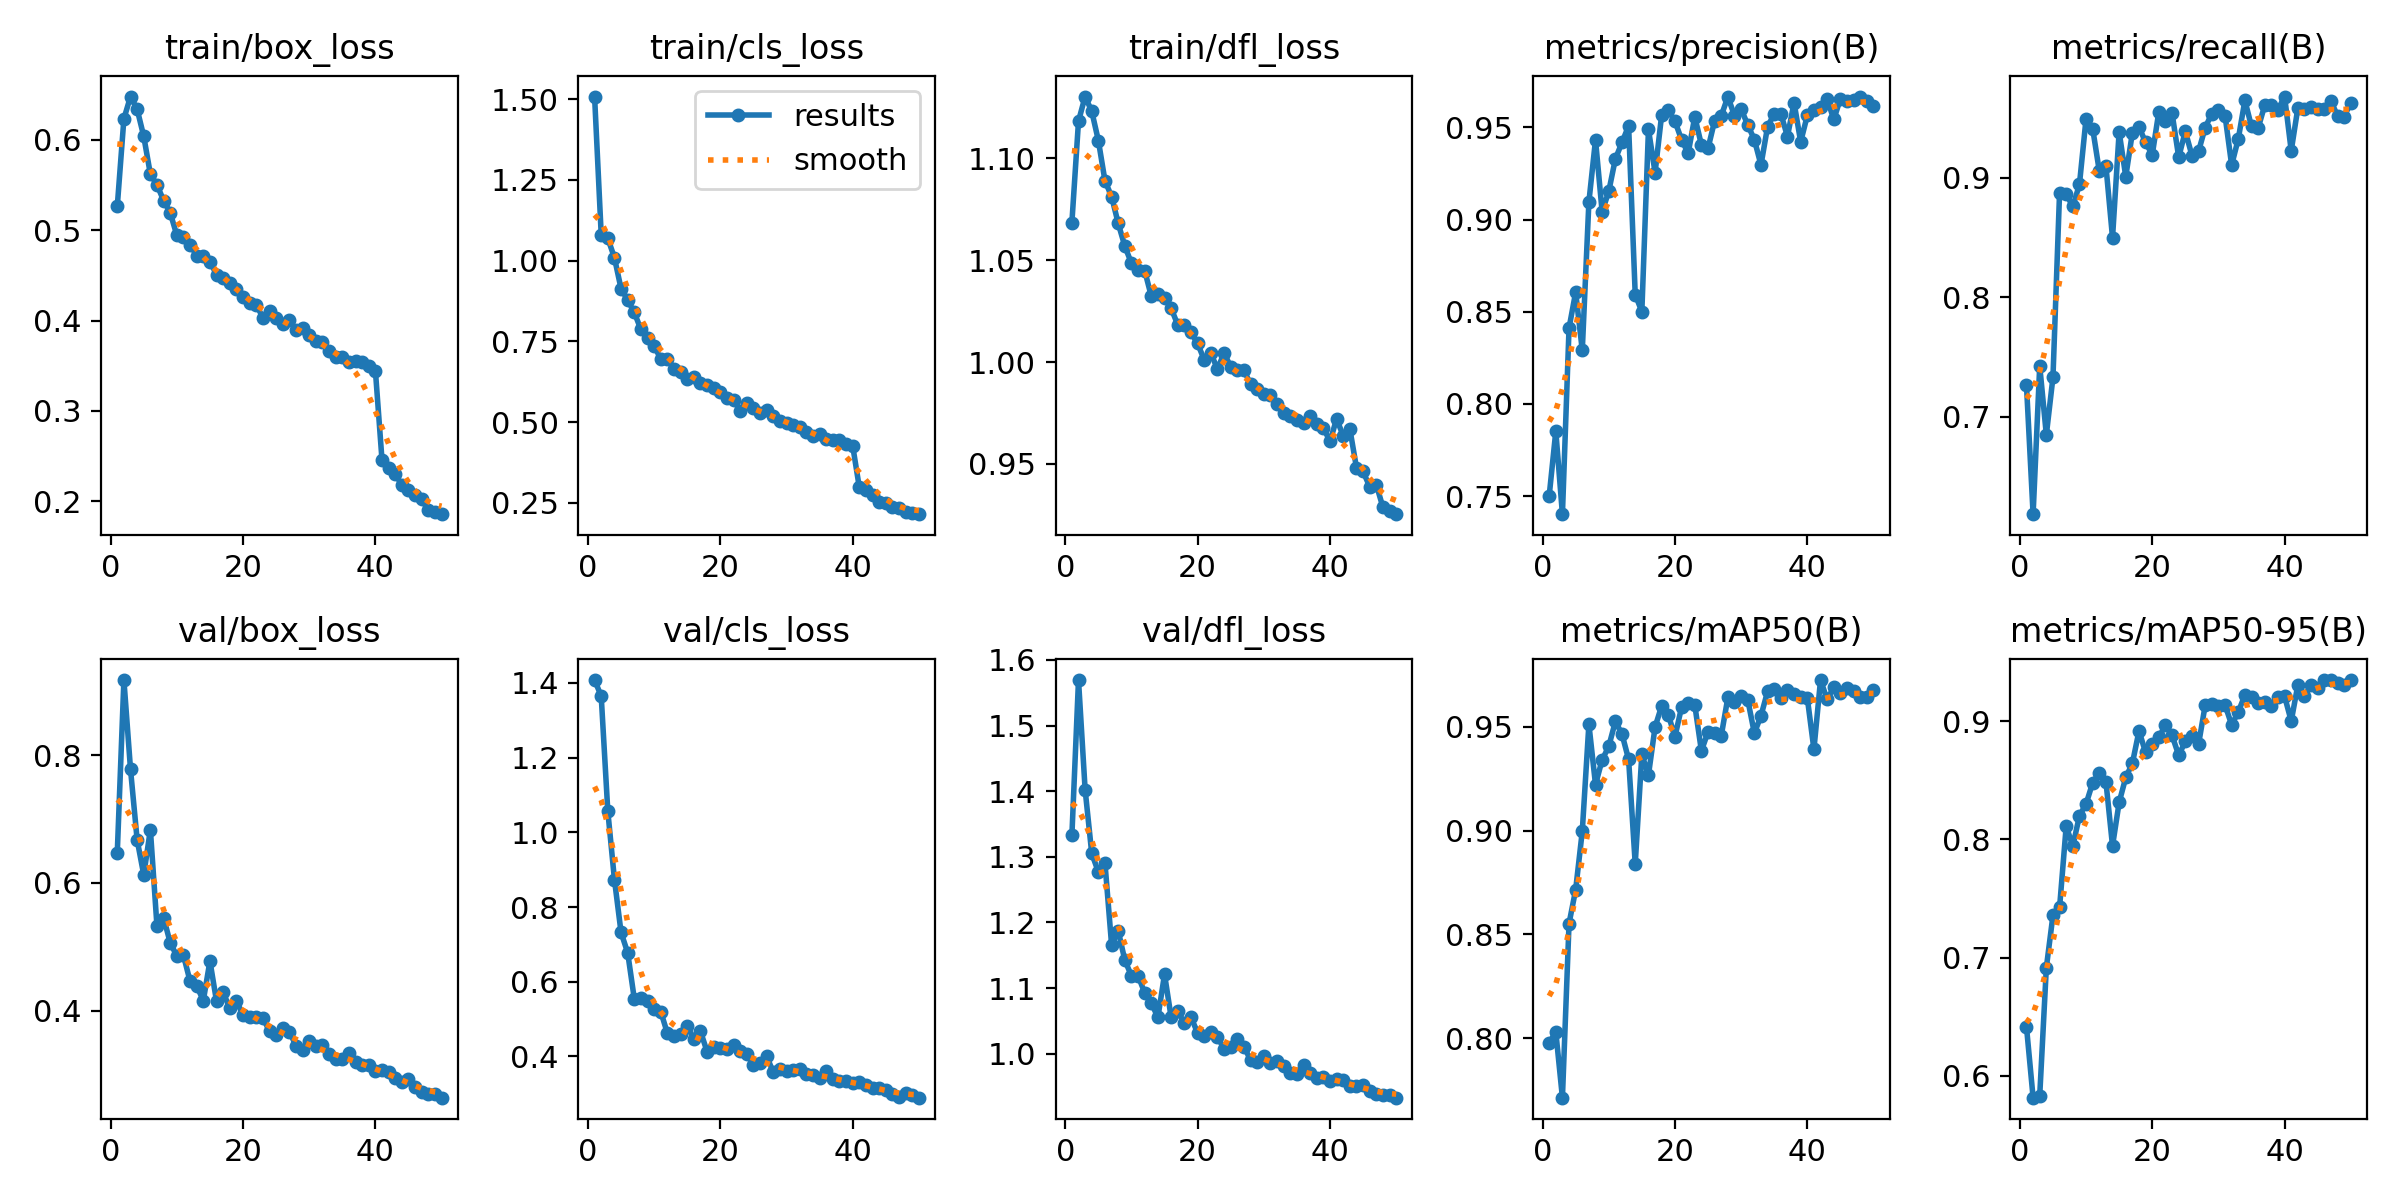 train/box_loss
0.6
0.5
0.4
0.3
0.2
0 20 40
train/cls_loss
results
smooth
1.50
1.25
1.00
0.75
0.50
0.25
0 20 40
train/dfl_loss
1.10
1.05
1.00
0.95
0 20 40
metrics/precision(B)
0.95
0.90
0.85
0.80
0.75
0 20 40
metrics/recall(B)
0.9
0.8
0.7
0 20 40
val/box_loss
0.8
0.6
0.4
0 20 40
val/cls_loss
1.4
1.2
1.0
0.8
0.6
0.4
0 20 40
val/dfl_loss
1.6
1.5
1.4
1.3
1.2
1.1
1.0
0 20 40
metrics/mAP50(B)
0.95
0.90
0.85
0.80
0 20 40
metrics/mAP50-95(B)
0.9
0.8
0.7
0.6
0 20 40